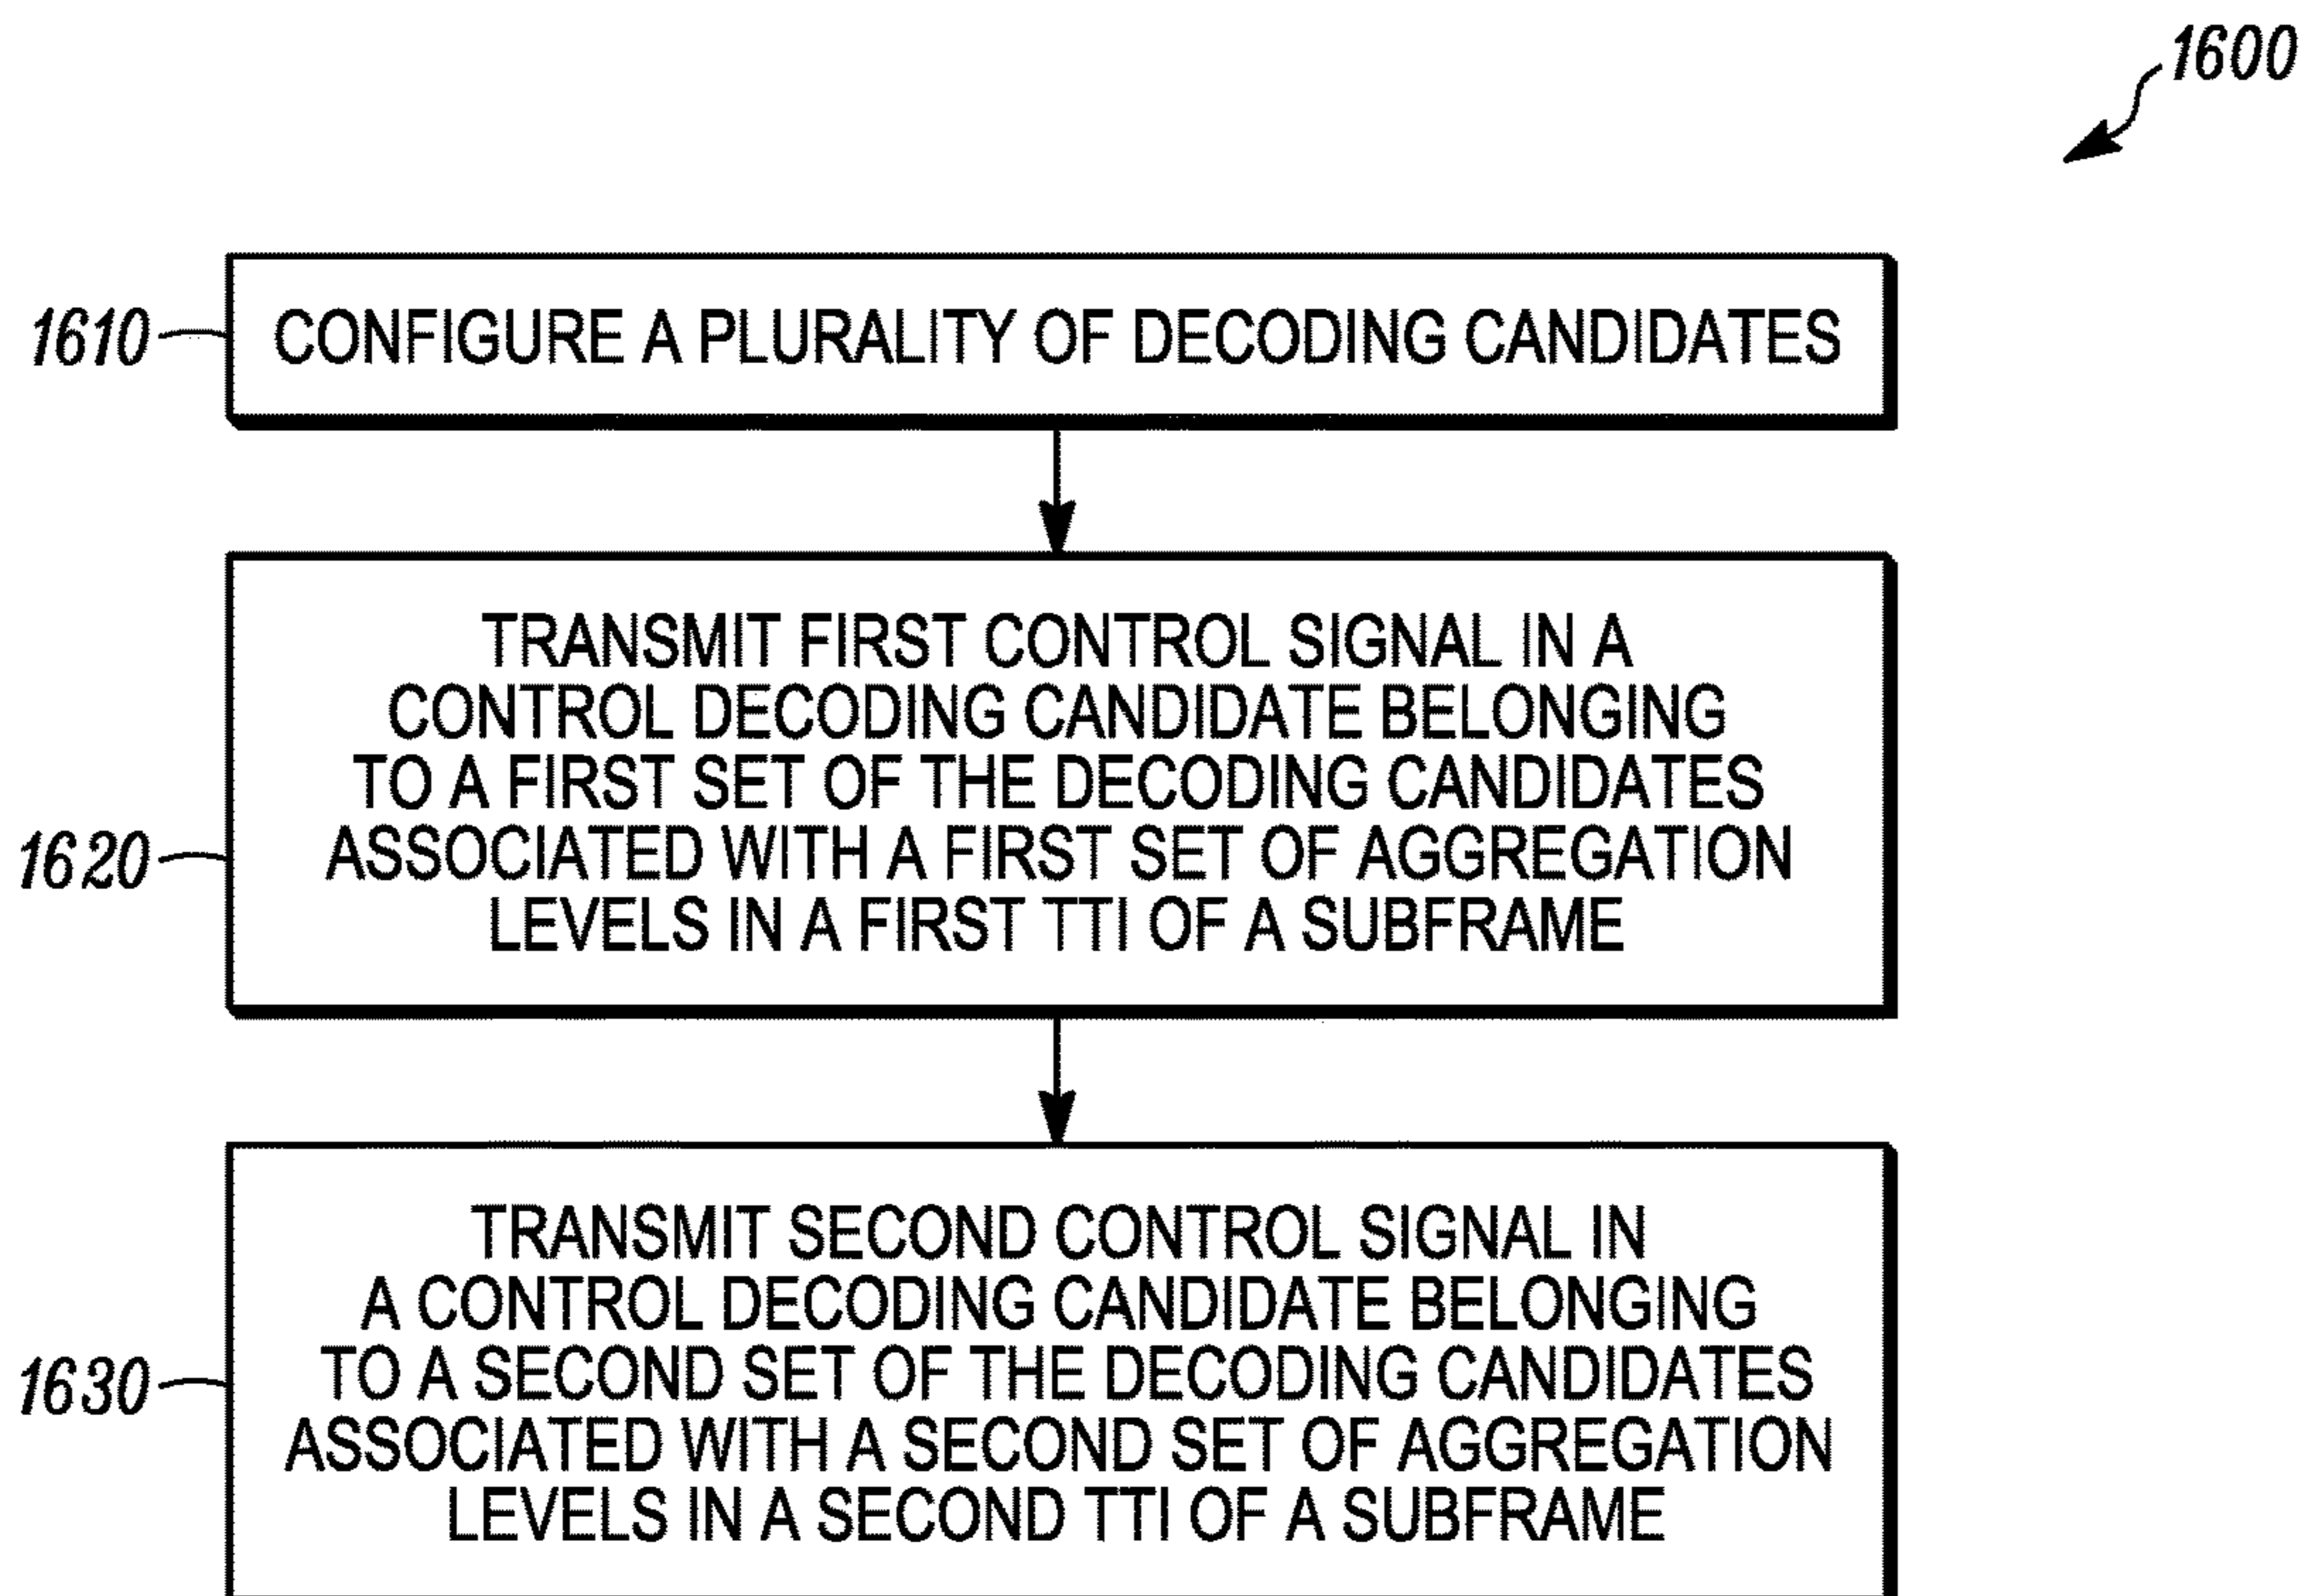 1600
1610
CONFIGURE A PLURALITY OF DECODING CANDIDATES
TRANSMIT FIRST CONTROL SIGNAL IN A
CONTROL DECODING CANDIDATE BELONGING
TO A FIRST SET OF THE DECODING CANDIDATES
ASSOCIATED WITH A FIRST SET OF AGGREGATION
LEVELS IN A FIRST TTI OF A SUBFRAME
1620
TRANSMIT SECOND CONTROL SIGNAL IN
A CONTROL DECODING CANDIDATE BELONGING
TO A SECOND SET OF THE DECODING CANDIDATES
ASSOCIATED WITH A SECOND SET OF AGGREGATION
LEVELS IN A SECOND TTI OF A SUBFRAME
1630